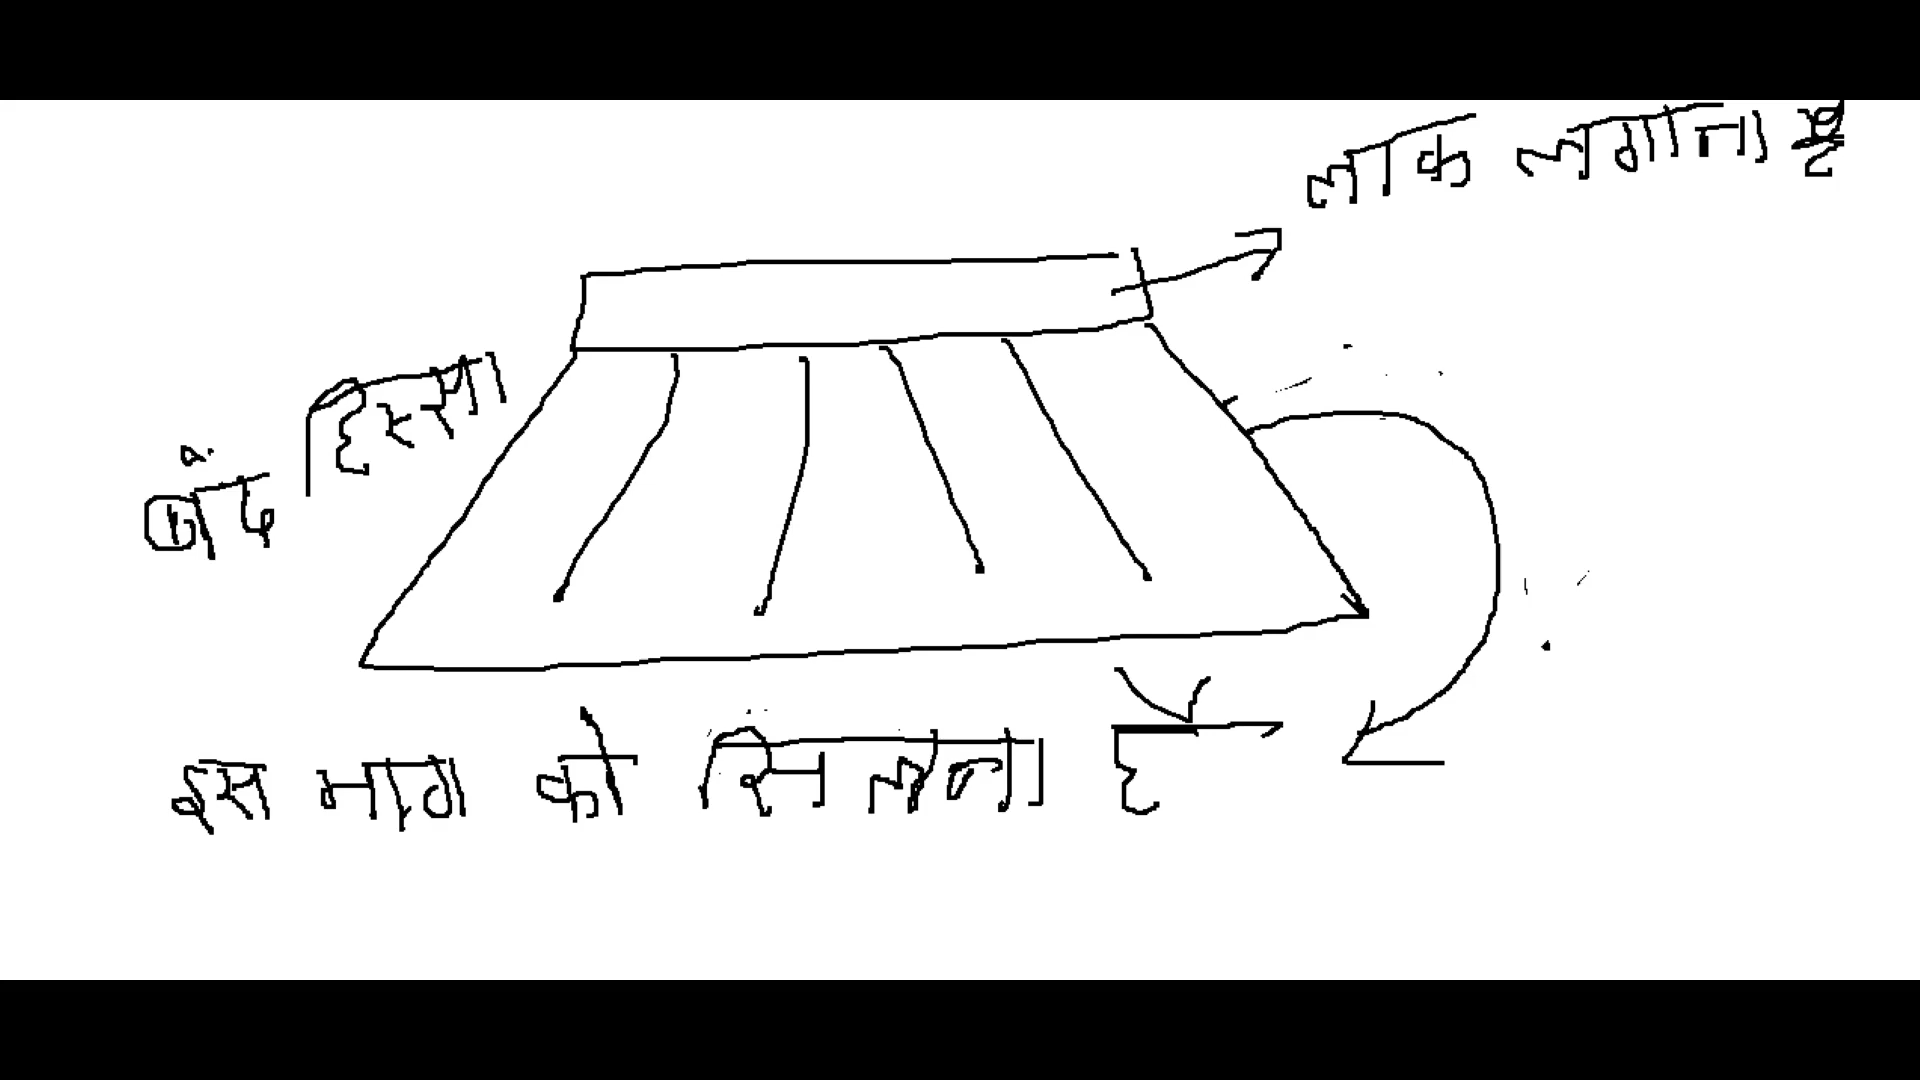 लाक लगाना है
बंद हिस्सा
इस भाग को सिलना है